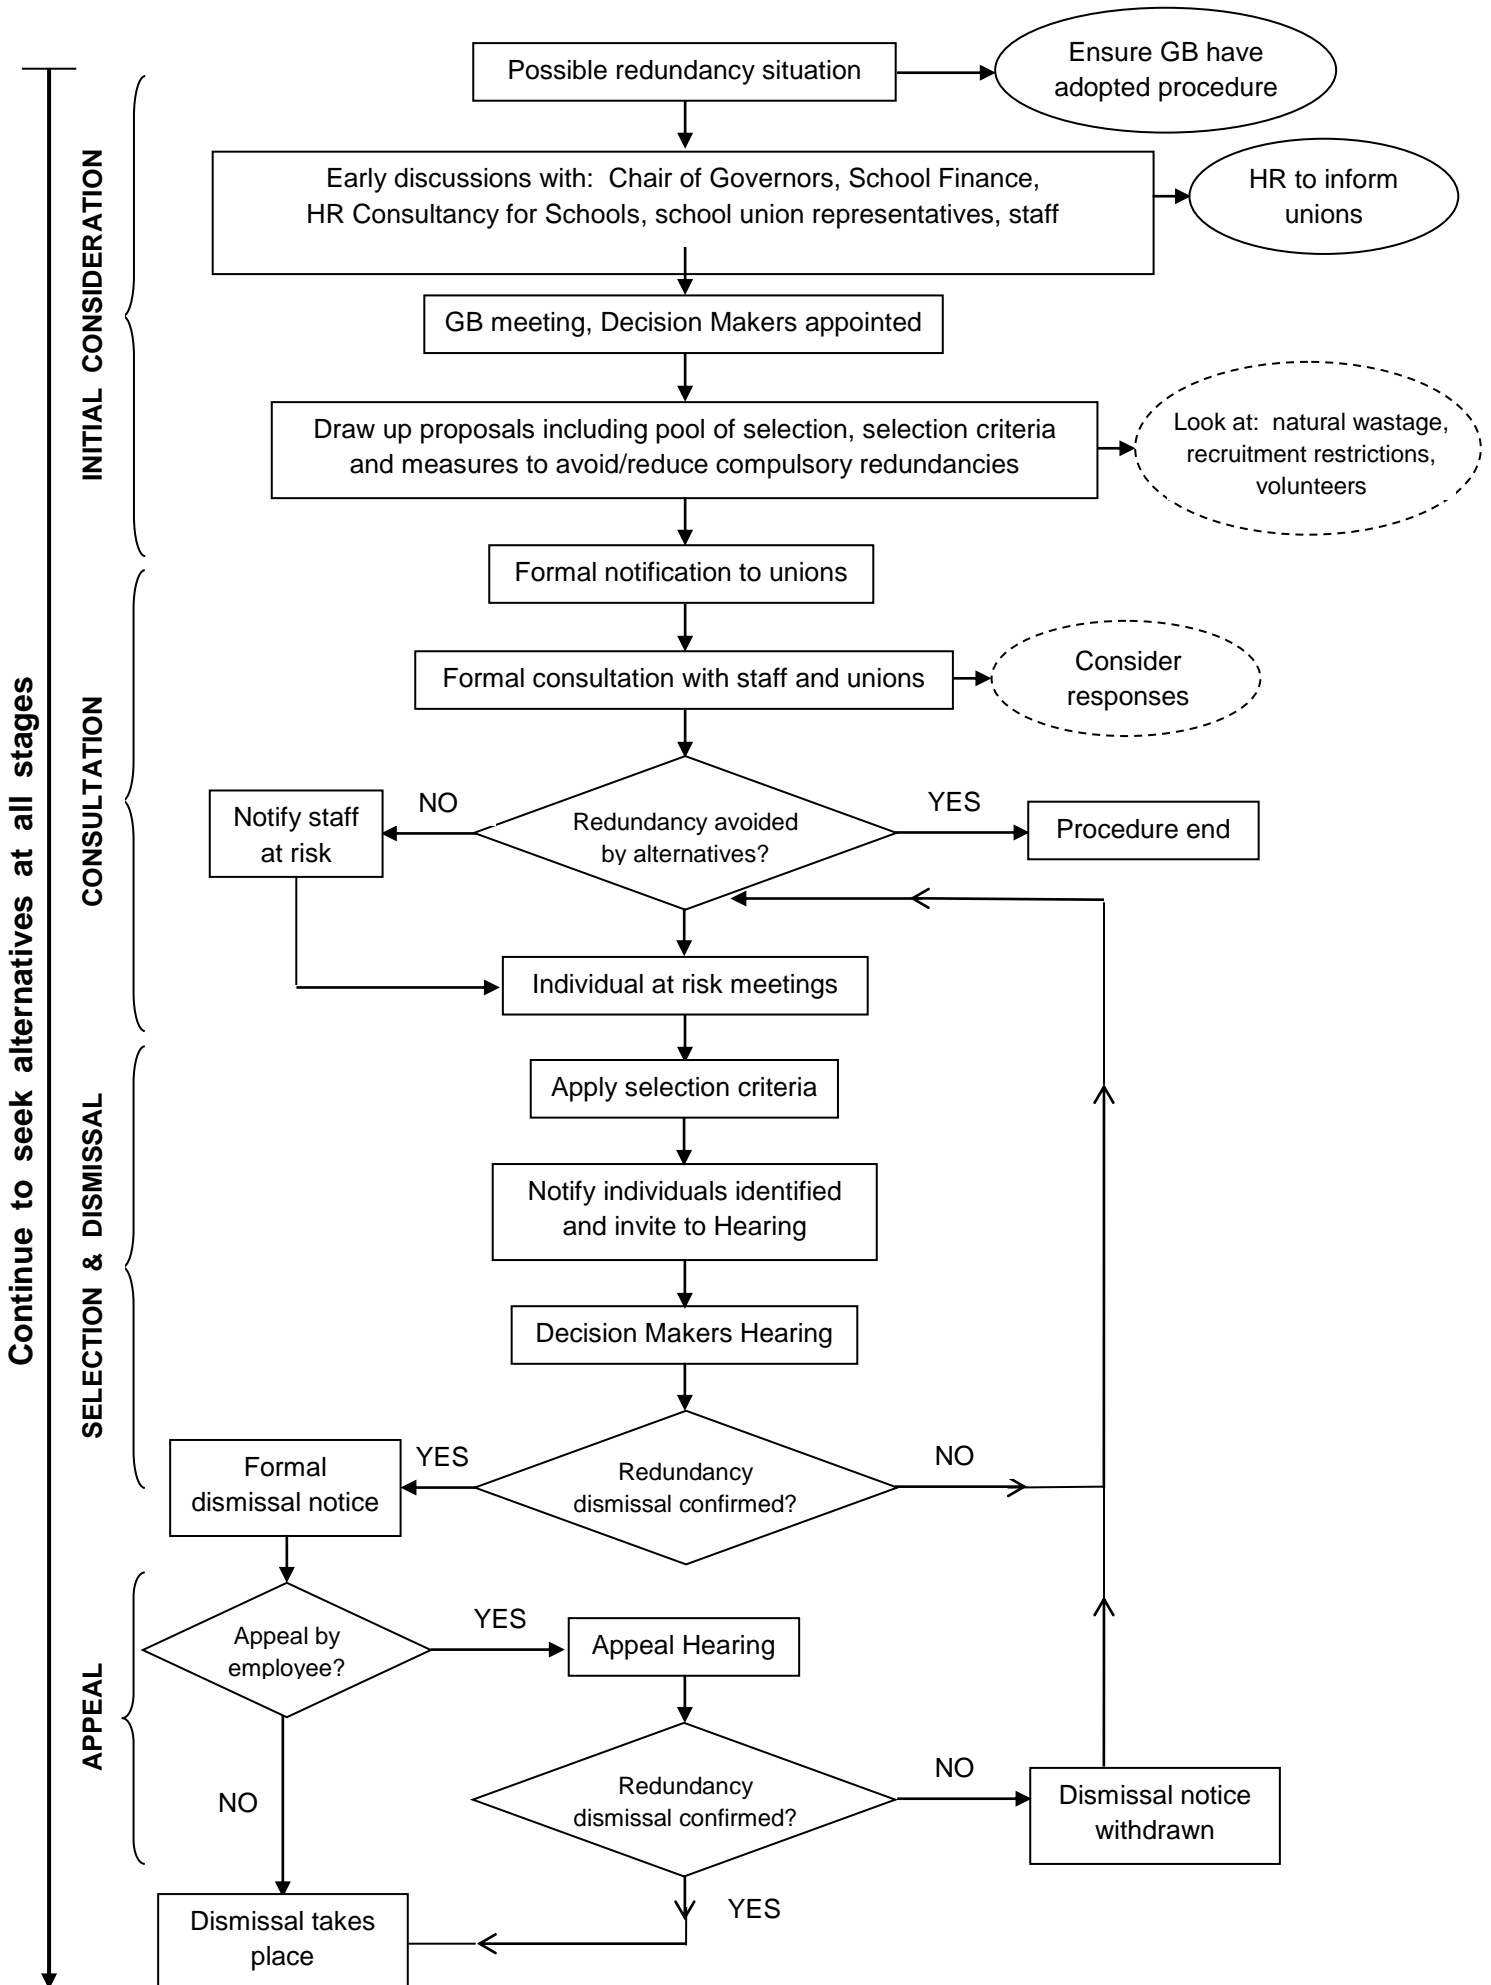 Possible redundancy situation
Ensure GB have
adopted procedure
Early discussions with:  Chair of Governors, School Finance,
HR Consultancy for Schools, school union representatives, staff
HR to inform
unions
GB meeting, Decision Makers appointed
Draw up proposals including pool of selection, selection criteria
and measures to avoid/reduce compulsory redundancies
Look at:  natural wastage,
recruitment restrictions,
volunteers
INITIAL CONSIDERATION
Formal notification to unions
Formal consultation with staff and unions
Consider
responses
Continue to seek alternatives at all stages
CONSULTATION
Notify staff
at risk
NO
Redundancy avoided
by alternatives?
YES
Procedure end
Individual at risk meetings
SELECTION & DISMISSAL
Apply selection criteria
Notify individuals identified
and invite to Hearing
Decision Makers Hearing
Formal
dismissal notice
YES
Redundancy
dismissal confirmed?
NO
APPEAL
Appeal by
employee?
YES
Appeal Hearing
NO
Redundancy
dismissal confirmed?
NO
Dismissal notice
withdrawn
YES
Dismissal takes
place